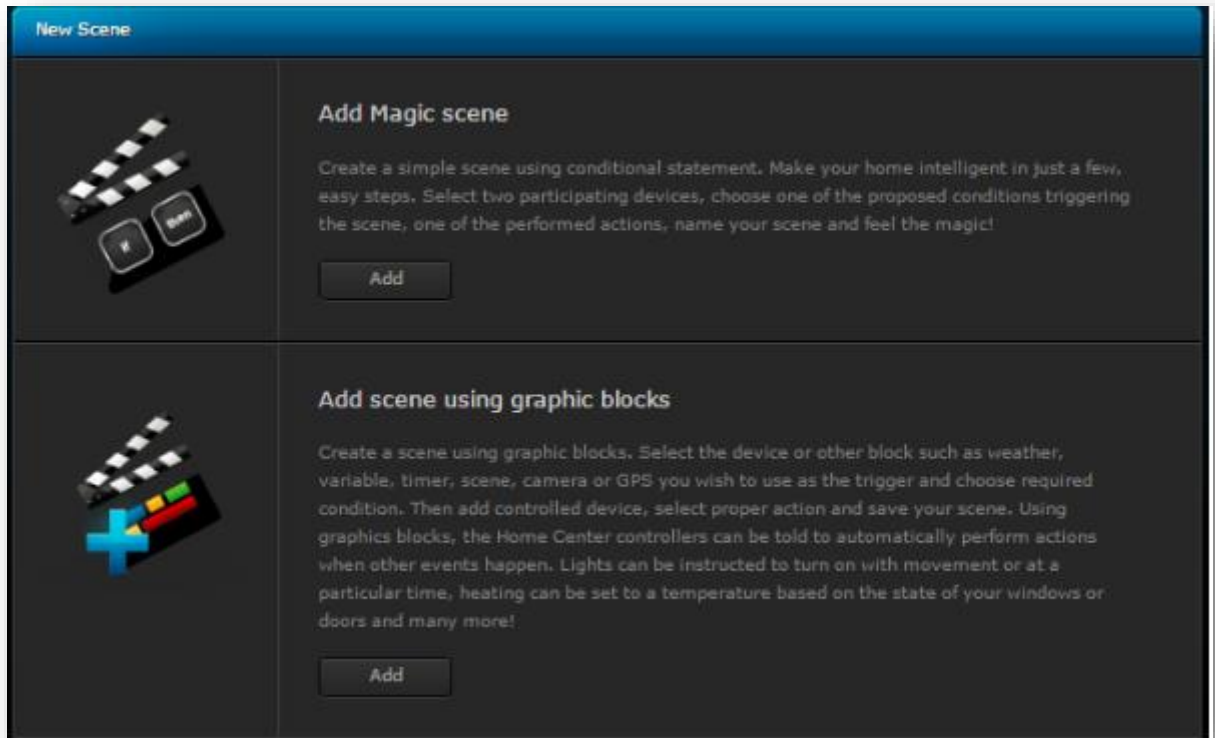 New Scene
Add Magic scene
Create a simple scene using conditional statement. Make your home intelligent in just a few,
easy steps. Select two participating devices, choose one of the proposed conditions triggering
the scene, one of the performed actions, name your scene and feel the magic!
if
then
Add
Add scene using graphic blocks
Create a scene using graphic blocks. Select the device or other block such as weather,
variable, timer, scene, camera or GPS you wish to use as the trigger and choose required
condition. Then add controlled device, select proper action and save your scene. Using
graphics blocks, the Home Center controllers can be told to automatically perform actions
when other events happen. Lights can be instructed to turn on with movement or at a
particular time, heating can be set to a temperature based on the state of your windows or
doors and many more!
Add